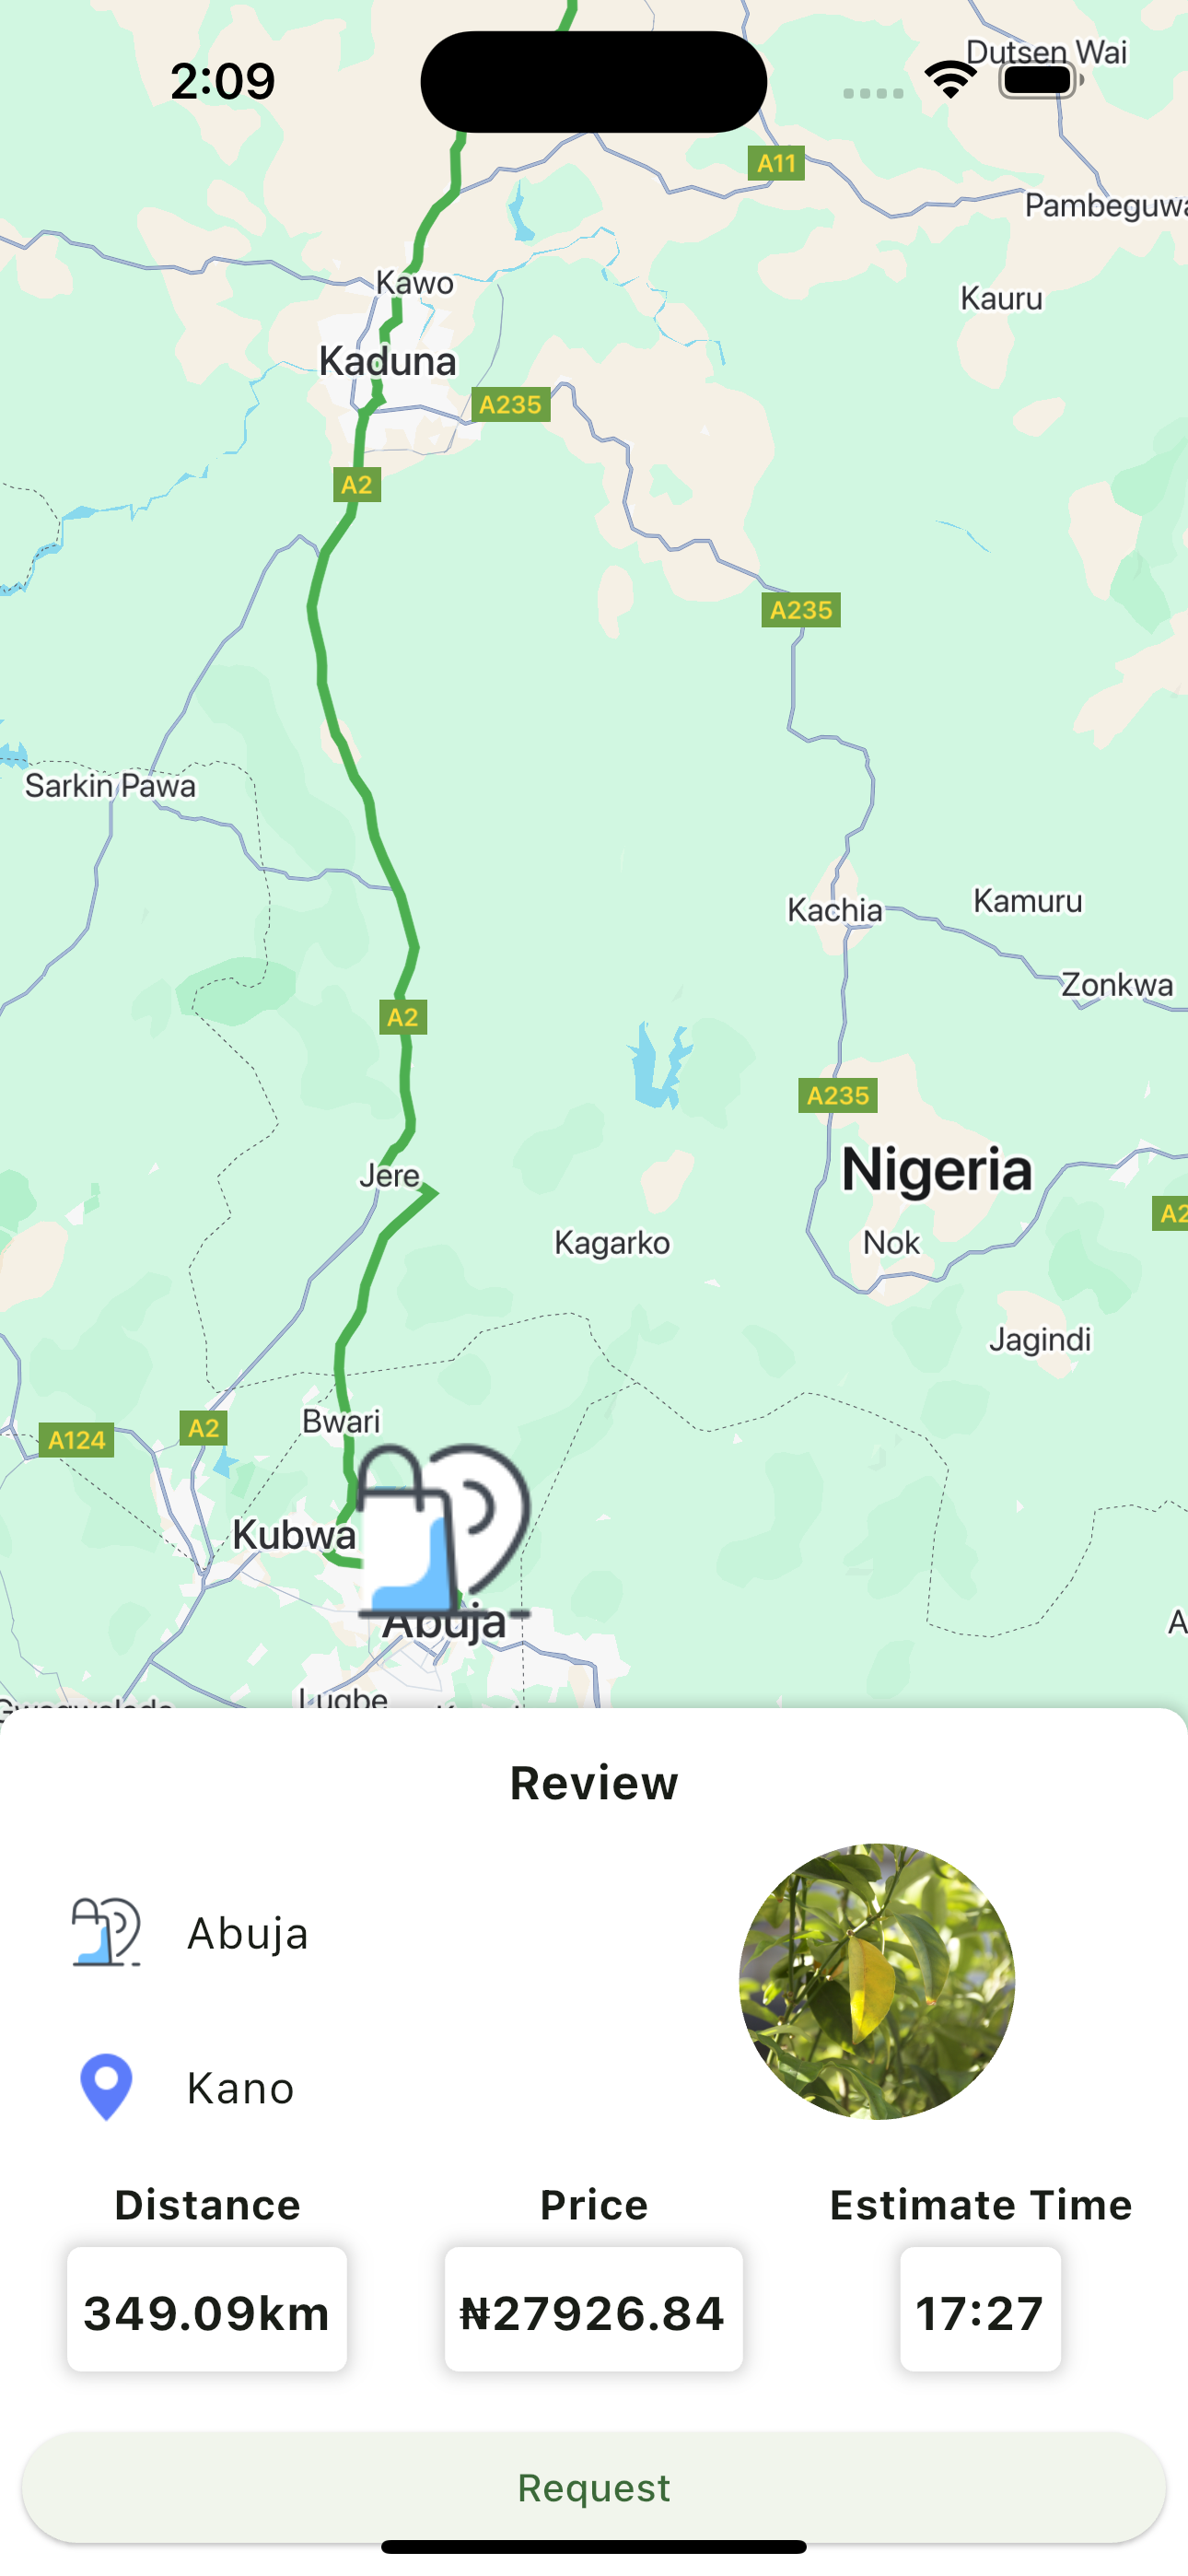 2:09
Dutsen Wai
A11
Pambeguwa
Kawo
Kauru
Kaduna
A235
A2
A235
Sarkin Pawa
Kachia
Kamuru
Zonkwa
A2
A235
Nigeria
Jere
A2
Kagarko
Nok
Jagindi
Bwari
A124
A2
Kubwa
Abuja
A
Lugbe
Review
Abuja
Kano
Distance
Price
Estimate Time
349.09km
₦27926.84
17:27
Request